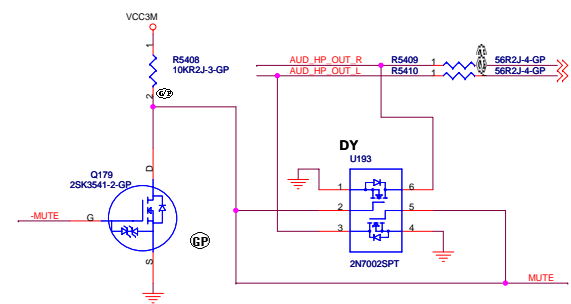 VCC3M
1
R5408
10KR2J-3-GP
2
G/P
AUD_HP_OUT_R
R5409
1
56R2J-4-GP
AUD_HP_OUT_L
R5410
1
56R2J-4-GP
DY
U193
Q179
2SK3541-2-GP
D
-MUTE
G
S
GP
1
6
2
5
3
4
2N7002SPT
MUTE